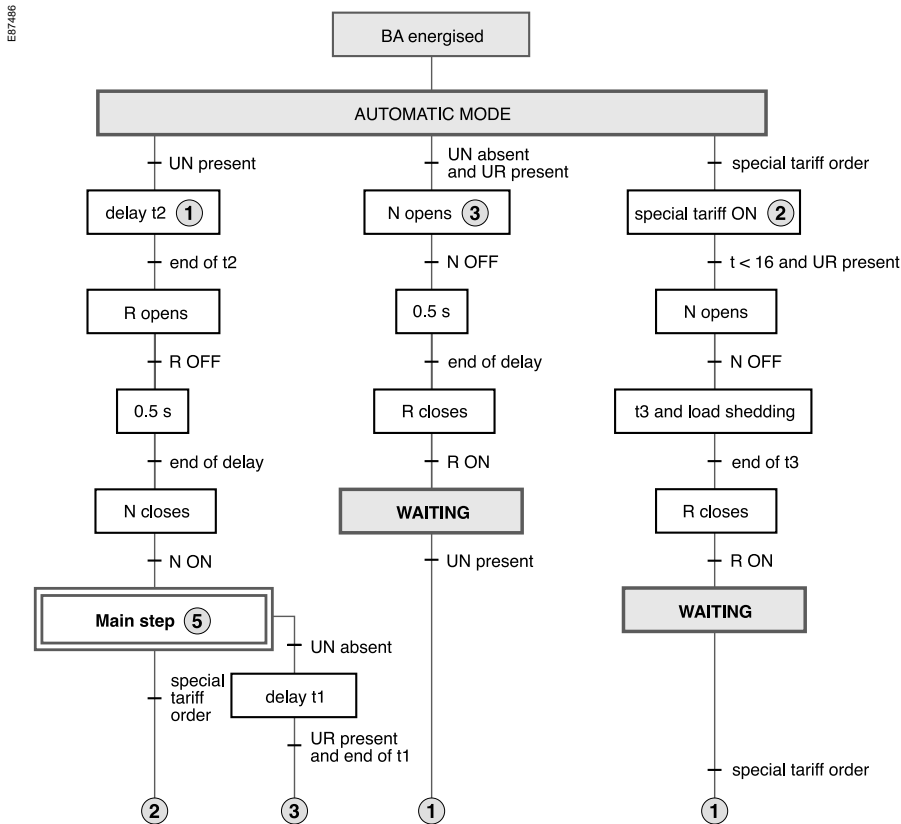 E87486
BA energised
AUTOMATIC MODE
UN present
delay t2 1
end of t2
R opens
R OFF
0.5 s
end of delay
N closes
N ON
Main step 5
special
tariff
order
2
UN absent
delay t1
UR present
and end of t1
3
UN absent
and UR present
N opens 3
N OFF
0.5 s
end of delay
R closes
R ON
WAITING
UN present
1
special tariff order
special tariff ON 2
t < 16 and UR present
N opens
N OFF
t3 and load shedding
end of t3
R closes
R ON
WAITING
special tariff order
1